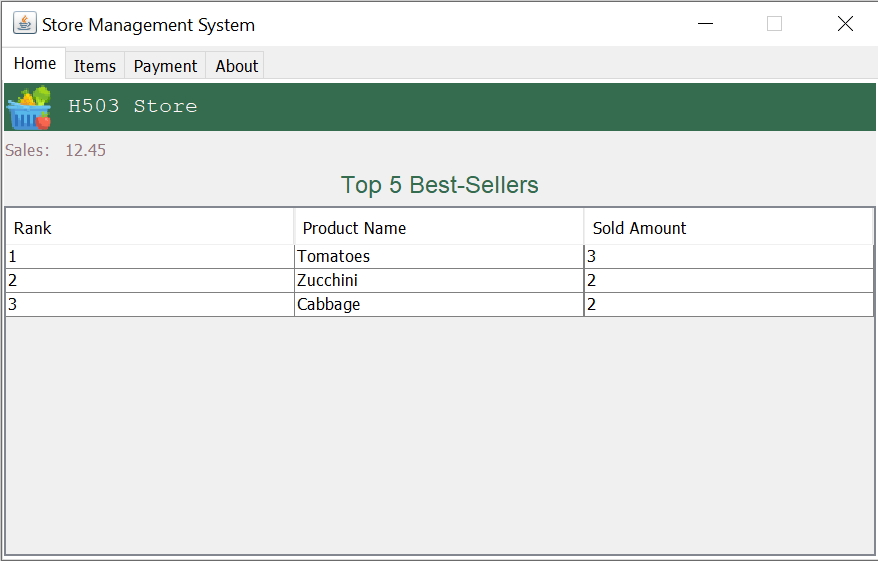 Store Management System
Home Items Payment About
H503 Store
Sales: 12.45
Top 5 Best-Sellers
Rank Product Name Sold Amount
1 Tomatoes 3
2 Zucchini 2
3 Cabbage 2